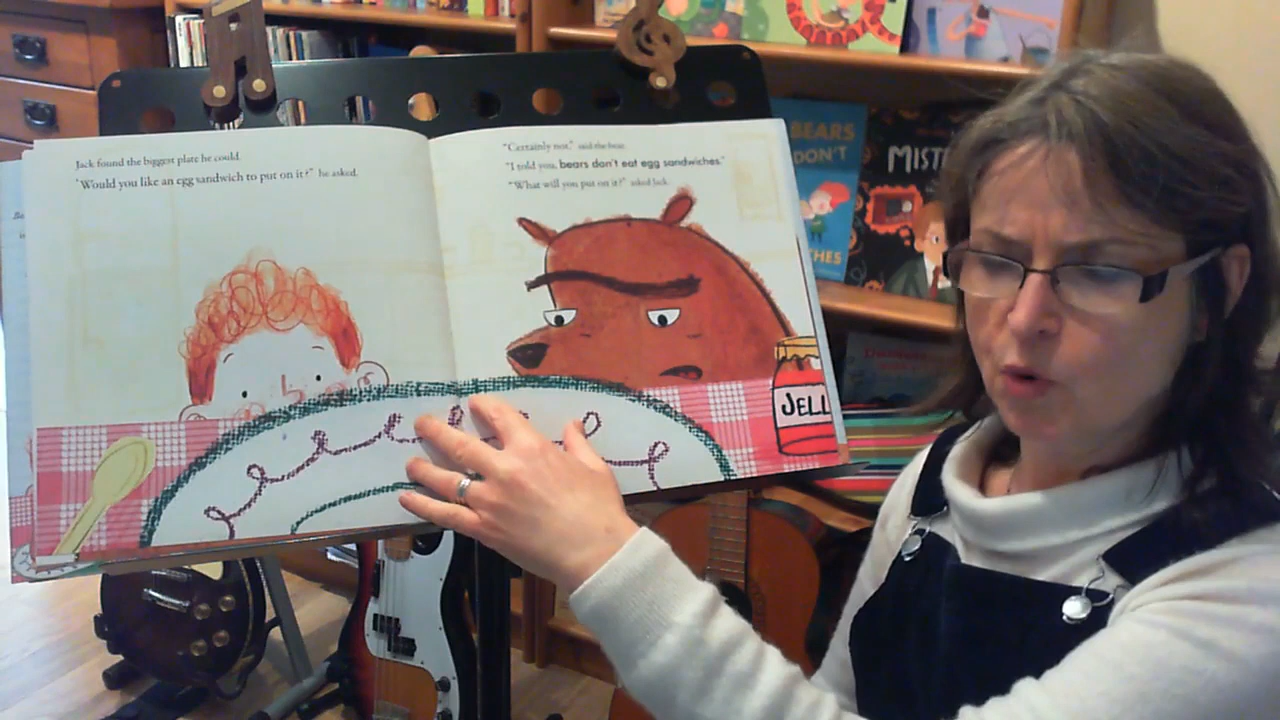 Jack found the biggest plate he could.
"Would you like an egg sandwich to put on it?" he asked.
"Certainly not," said the bear.
"I told you, bears don't eat egg sandwiches."
"What will you put on it?" asked Jack.
JELL
BEARS
DON'T
HES
MIST